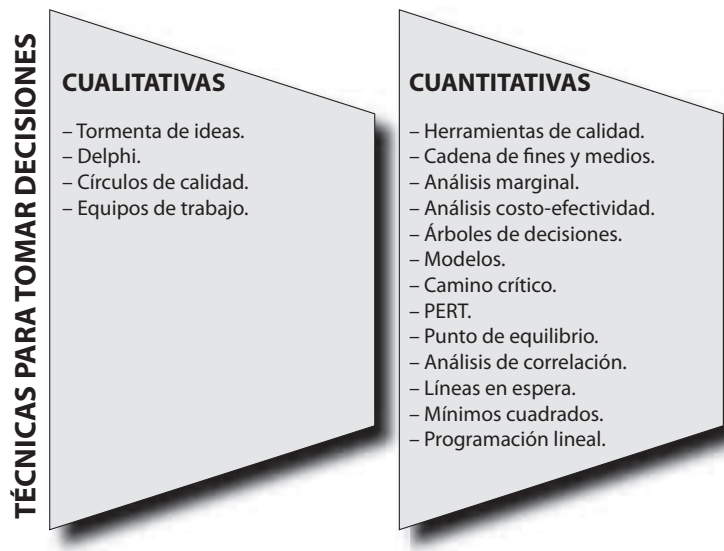 TÉCNICAS PARA TOMAR DECISIONES
CUALITATIVAS
– Tormenta de ideas.
– Delphi.
– Círculos de calidad.
– Equipos de trabajo.
CUANTITATIVAS
– Herramientas de calidad.
– Cadena de fines y medios.
– Análisis marginal.
– Análisis costo-efectividad.
– Árboles de decisiones.
– Modelos.
– Camino crítico.
– PERT.
– Punto de equilibrio.
– Análisis de correlación.
– Líneas en espera.
– Mínimos cuadrados.
– Programación lineal.